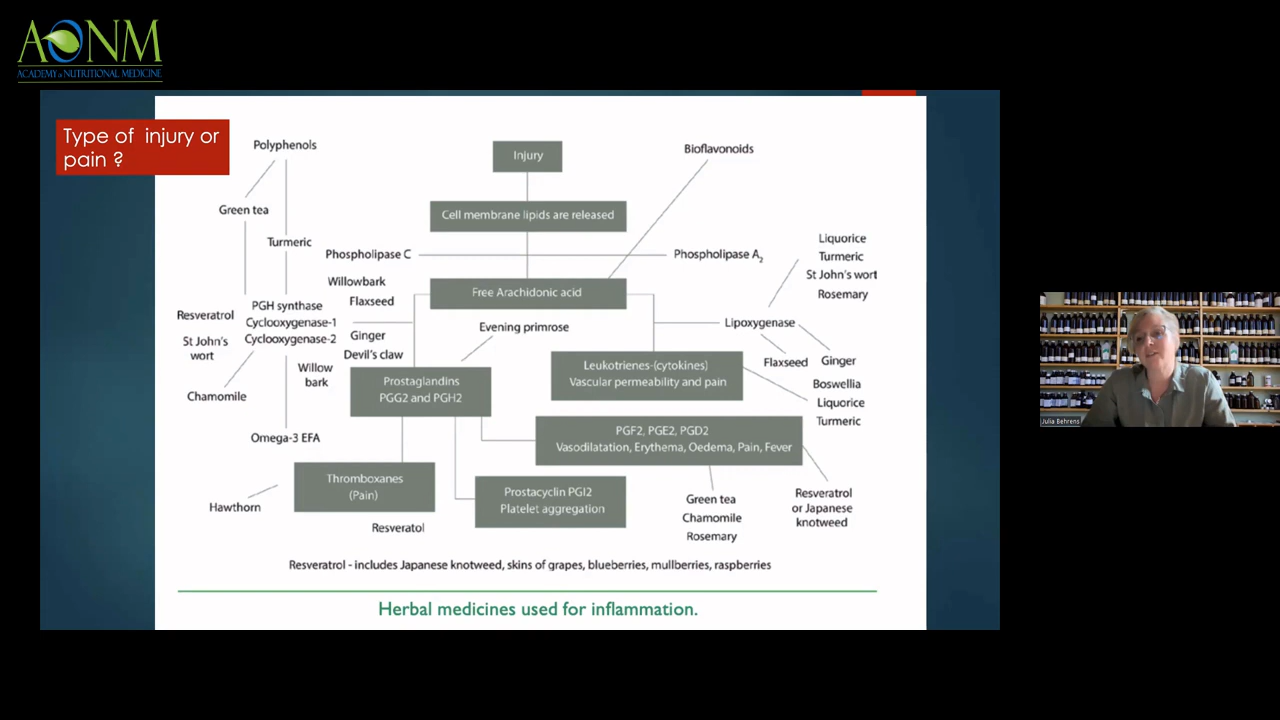 AONM
ACADEMY of NUTRITIONAL MEDICINE
Type of injury or
pain ?
Polyphenols
Injury
Bioflavonoids
Green tea
Cell membrane lipids are released
Turmeric
Phospholipase C
Phospholipase A2
Liquorice
Turmeric
St John's wort
Rosemary
Willowbark
Flaxseed
Free Arachidonic acid
Resveratrol
St John's
wort
PGH synthase
Cyclooxygenase-1
Cyclooxygenase-2
Ginger
Devil's claw
Evening primrose
Lipoxygenase
Willow
bark
Chamomile
Prostaglandins
PGG2 and PGH2
Leukotrienes-(cytokines)
Vascular permeability and pain
Flaxseed
Ginger
Boswellia
Liquorice
Turmeric
Julia Behrens
Omega-3 EFA
PGF2, PGE2, PGD2
Vasodilatation, Erythema, Oedema, Pain, Fever
Thromboxanes
(Pain)
Hawthorn
Prostacyclin PGI2
Platelet aggregation
Green tea
Chamomile
Rosemary
Resveratrol
or Japanese
knotweed
Resveratol
Resveratrol - includes Japanese knotweed, skins of grapes, blueberries, mullberries, raspberries
Herbal medicines used for inflammation.